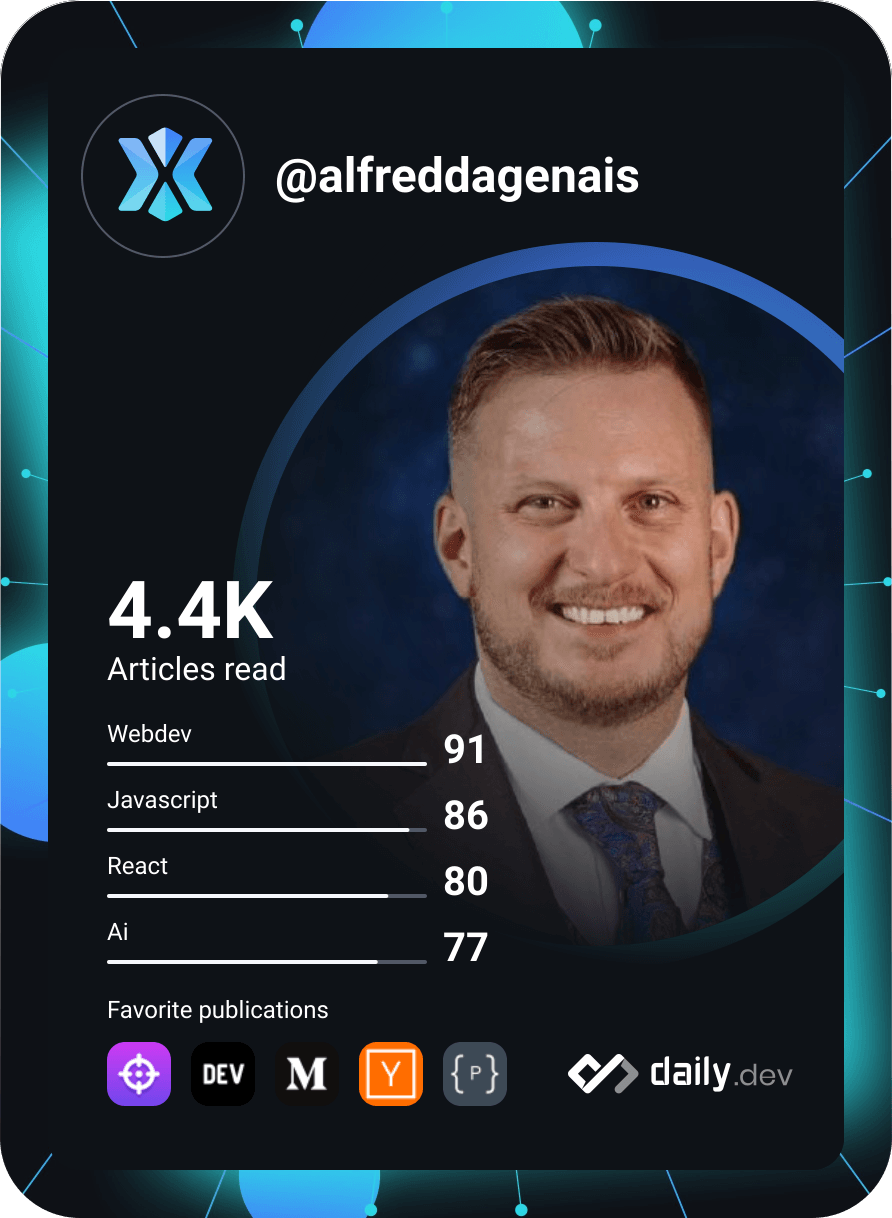 @alfreddagenais
4.4K
Articles read
Webdev
91
Javascript
86
React
80
Ai
77
Favorite publications
DEV
M
Y
{P}
daily.dev